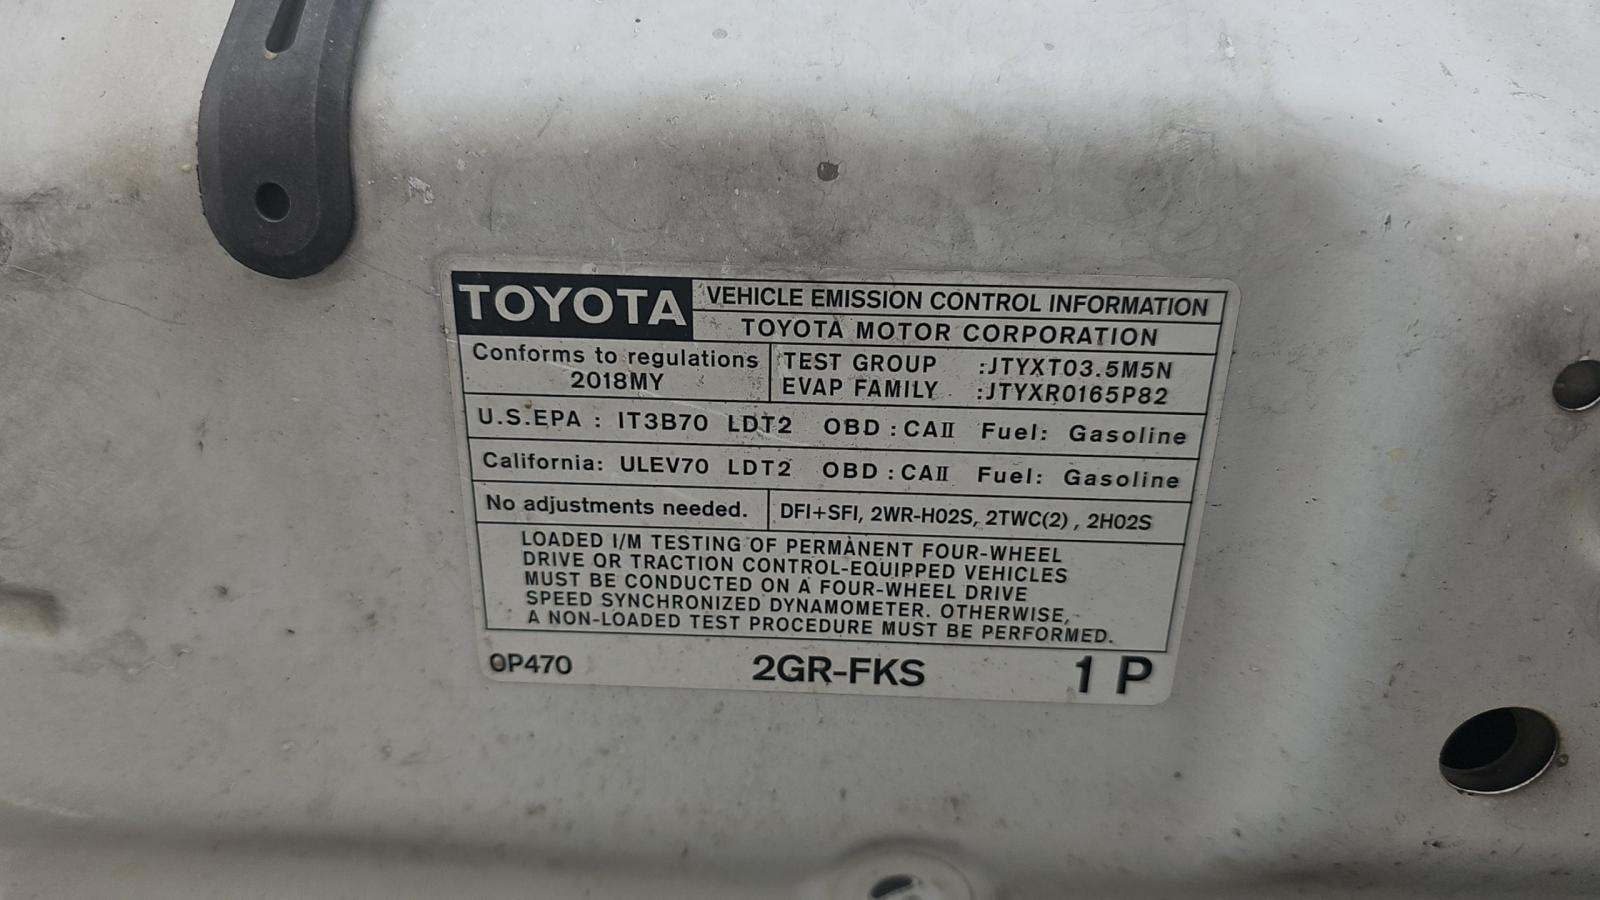 TOYOTA
VEHICLE EMISSION CONTROL INFORMATION
TOYOTA MOTOR CORPORATION
Conforms to regulations
2018MY
TEST GROUP :JTYXT03.5M5N
EVAP FAMILY :JTYXR0165P82
U.S.EPA : IT3B70 LDT2 OBD : CAII Fuel: Gasoline
California: ULEV70 LDT2 OBD : CAII Fuel: Gasoline
No adjustments needed.
DFI+SFI, 2WR-HO2S, 2TWC(2) , 2HO2S
LOADED I/M TESTING OF PERMANENT FOUR-WHEEL
DRIVE OR TRACTION CONTROL-EQUIPPED VEHICLES
MUST BE CONDUCTED ON A FOUR-WHEEL DRIVE
SPEED SYNCHRONIZED DYNAMOMETER. OTHERWISE,
A NON-LOADED TEST PROCEDURE MUST BE PERFORMED.
0P470 2GR-FKS 1 P